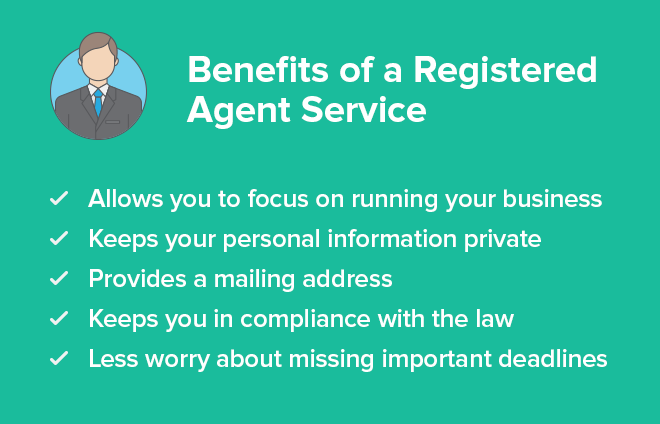 Benefits of a Registered
Agent Service
Allows you to focus on running your business
Keeps your personal information private
Provides a mailing address
Keeps you in compliance with the law
Less worry about missing important deadlines